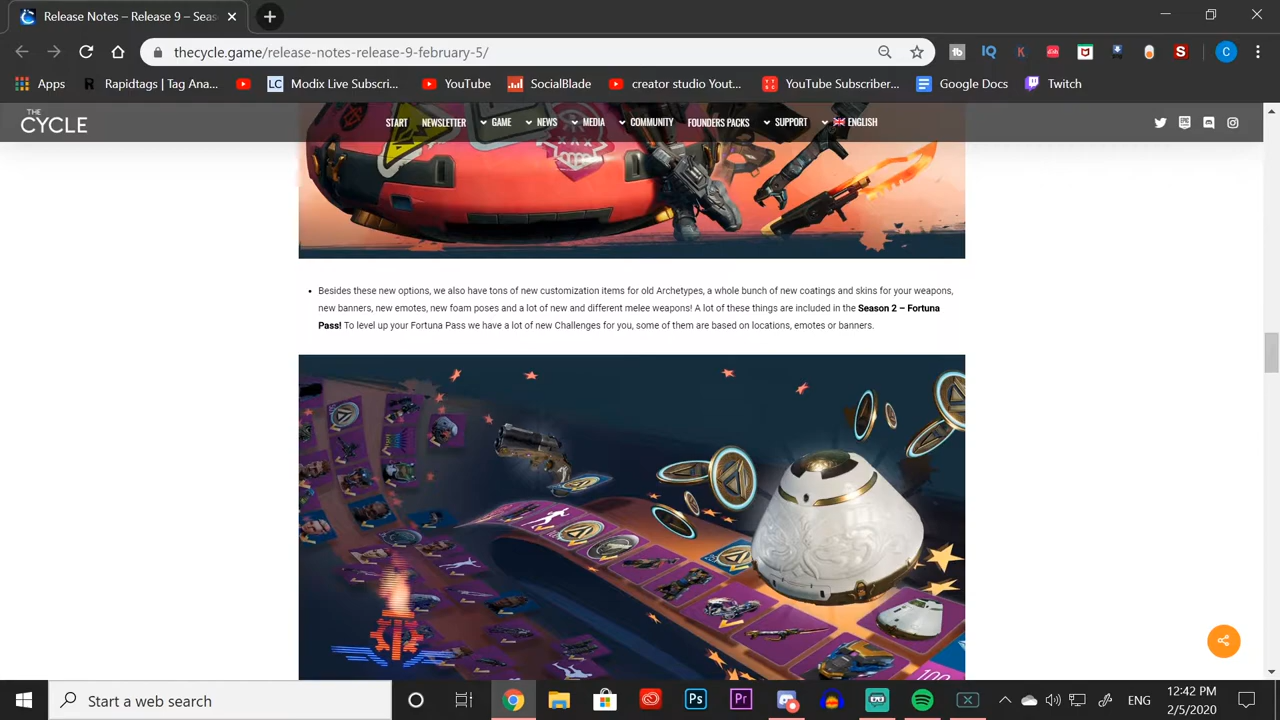 Release Notes – Release 9 – Se
thecycle.game/release-notes-release-9-february-5/
Apps
Rapidtags | Tag Ana...
Modix Live Subscri...
YouTube
SocialBlade
creator studio Yout...
YouTube Subscriber...
Google Docs
Twitch
THE
CYCLE
START NEWSLETTER GAME NEWS MEDIA COMMUNITY FOUNDERS PACKS SUPPORT ENGLISH
Besides these new options, we also have tons of new customization items for old Archetypes, a whole bunch of new coatings and skins for your weapons,
new banners, new emotes, new foam poses and a lot of new and different melee weapons! A lot of these things are included in the Season 2 – Fortuna
Pass! To level up your Fortuna Pass we have a lot of new Challenges for you, some of them are based on locations, emotes or banners.
100
Start a web search
ENG
12:42 PM
2/5/2020